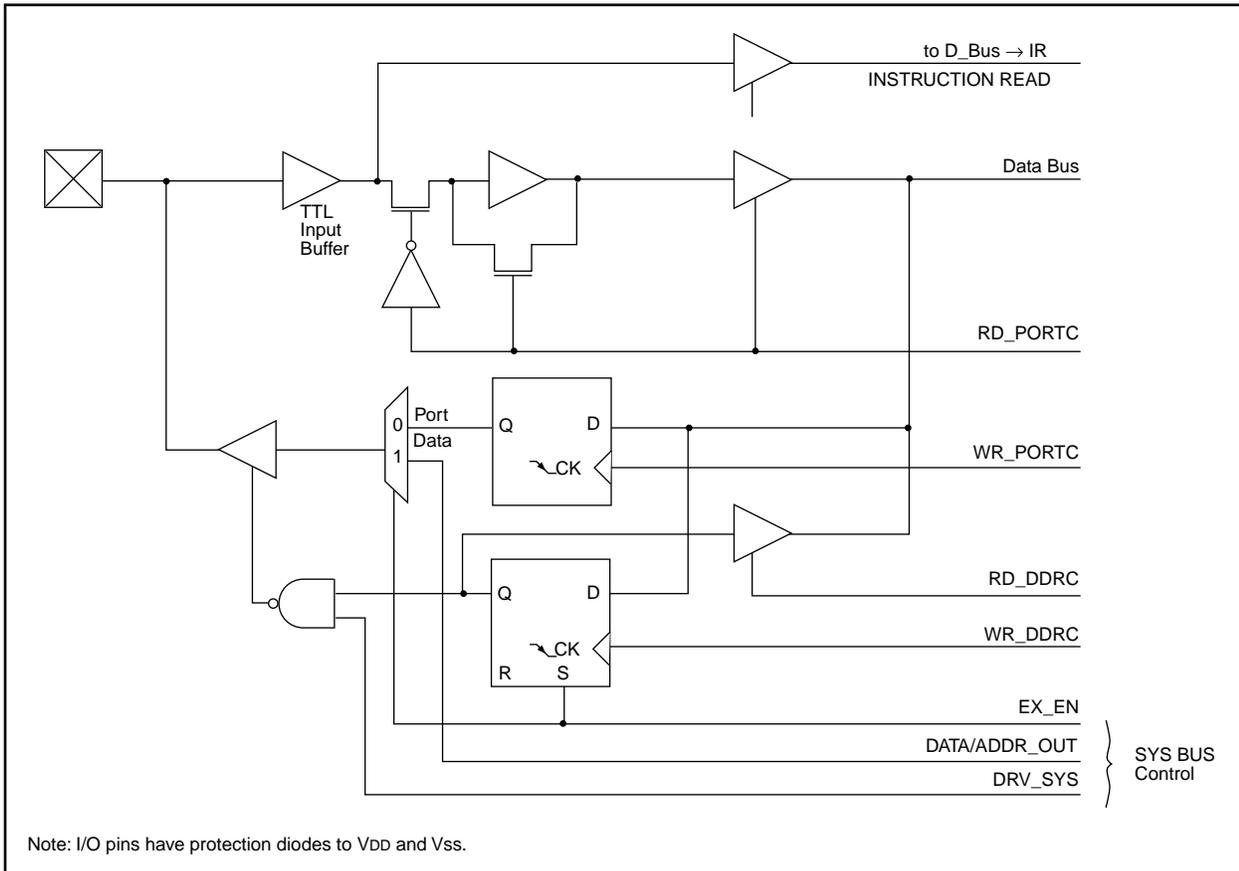 to D_Bus → IR
INSTRUCTION READ
Data Bus
TTL
Input
Buffer
RD_PORTC
0
Port
Data
1
Q
D
CK
WR_PORTC
RD_DDRC
Q
D
CK
R
S
WR_DDRC
EX_EN
DATA/ADDR_OUT
DRV_SYS
SYS BUS
Control
Note: I/O pins have protection diodes to VDD and Vss.